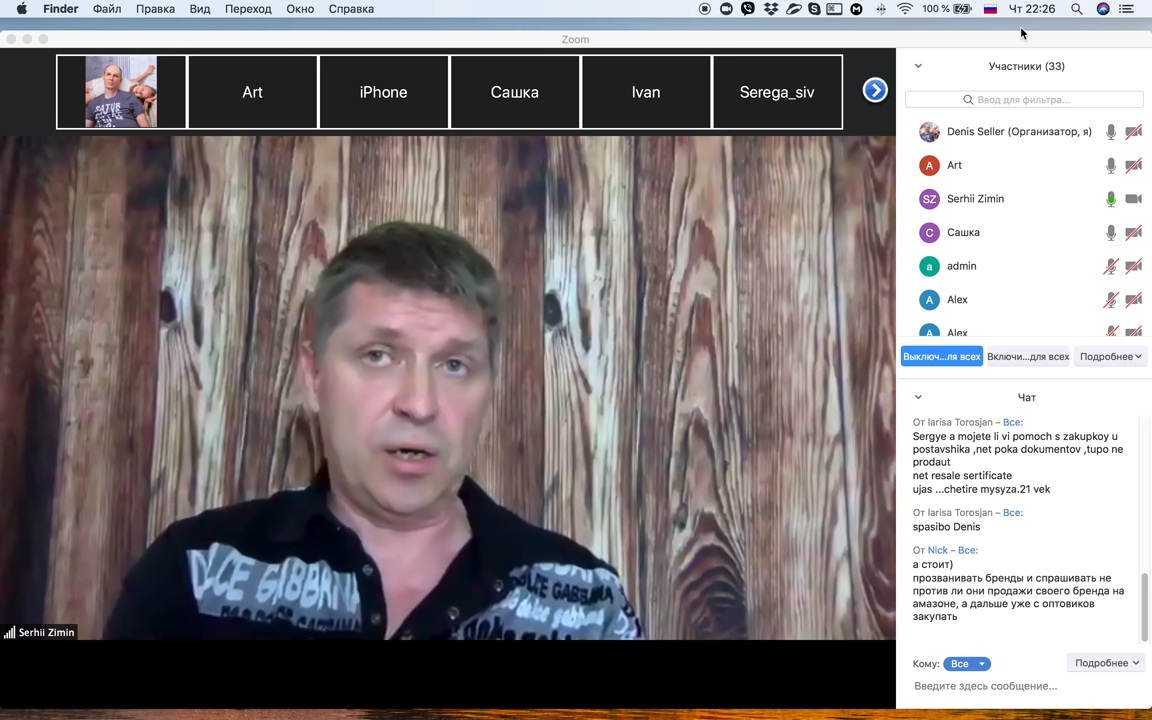 Finder Файл Правка Вид Переход Окно Справка 100 % Чт 22:26
Zoom
Art
iPhone
Сашка
Ivan
Serega_siv
Serhii Zimin
Участники (33)
Ввод для фильтра...
Denis Seller (Организатор, я)
A Art
SZ Serhii Zimin
С Сашка
a admin
A Alex
A Alex
Выключ...ля всех Включи...для всех Подробнее
Чат
От larisa Torosjan – Все:
Sergye a mojete li vi pomoch s zakupkoy u
postavshika ,net poka dokumentov ,tupo ne
prodaut
net resale sertificate
ujas ...chetire mysyza.21 vek
От larisa Torosjan – Все:
spasibo Denis
От Nick – Все:
а стоит)
прозванивать бренды и спрашивать не
против ли они продажи своего бренда на
амазоне, а дальше уже с оптовиков
закупать
Кому: Все Подробнее
Введите здесь сообщение...